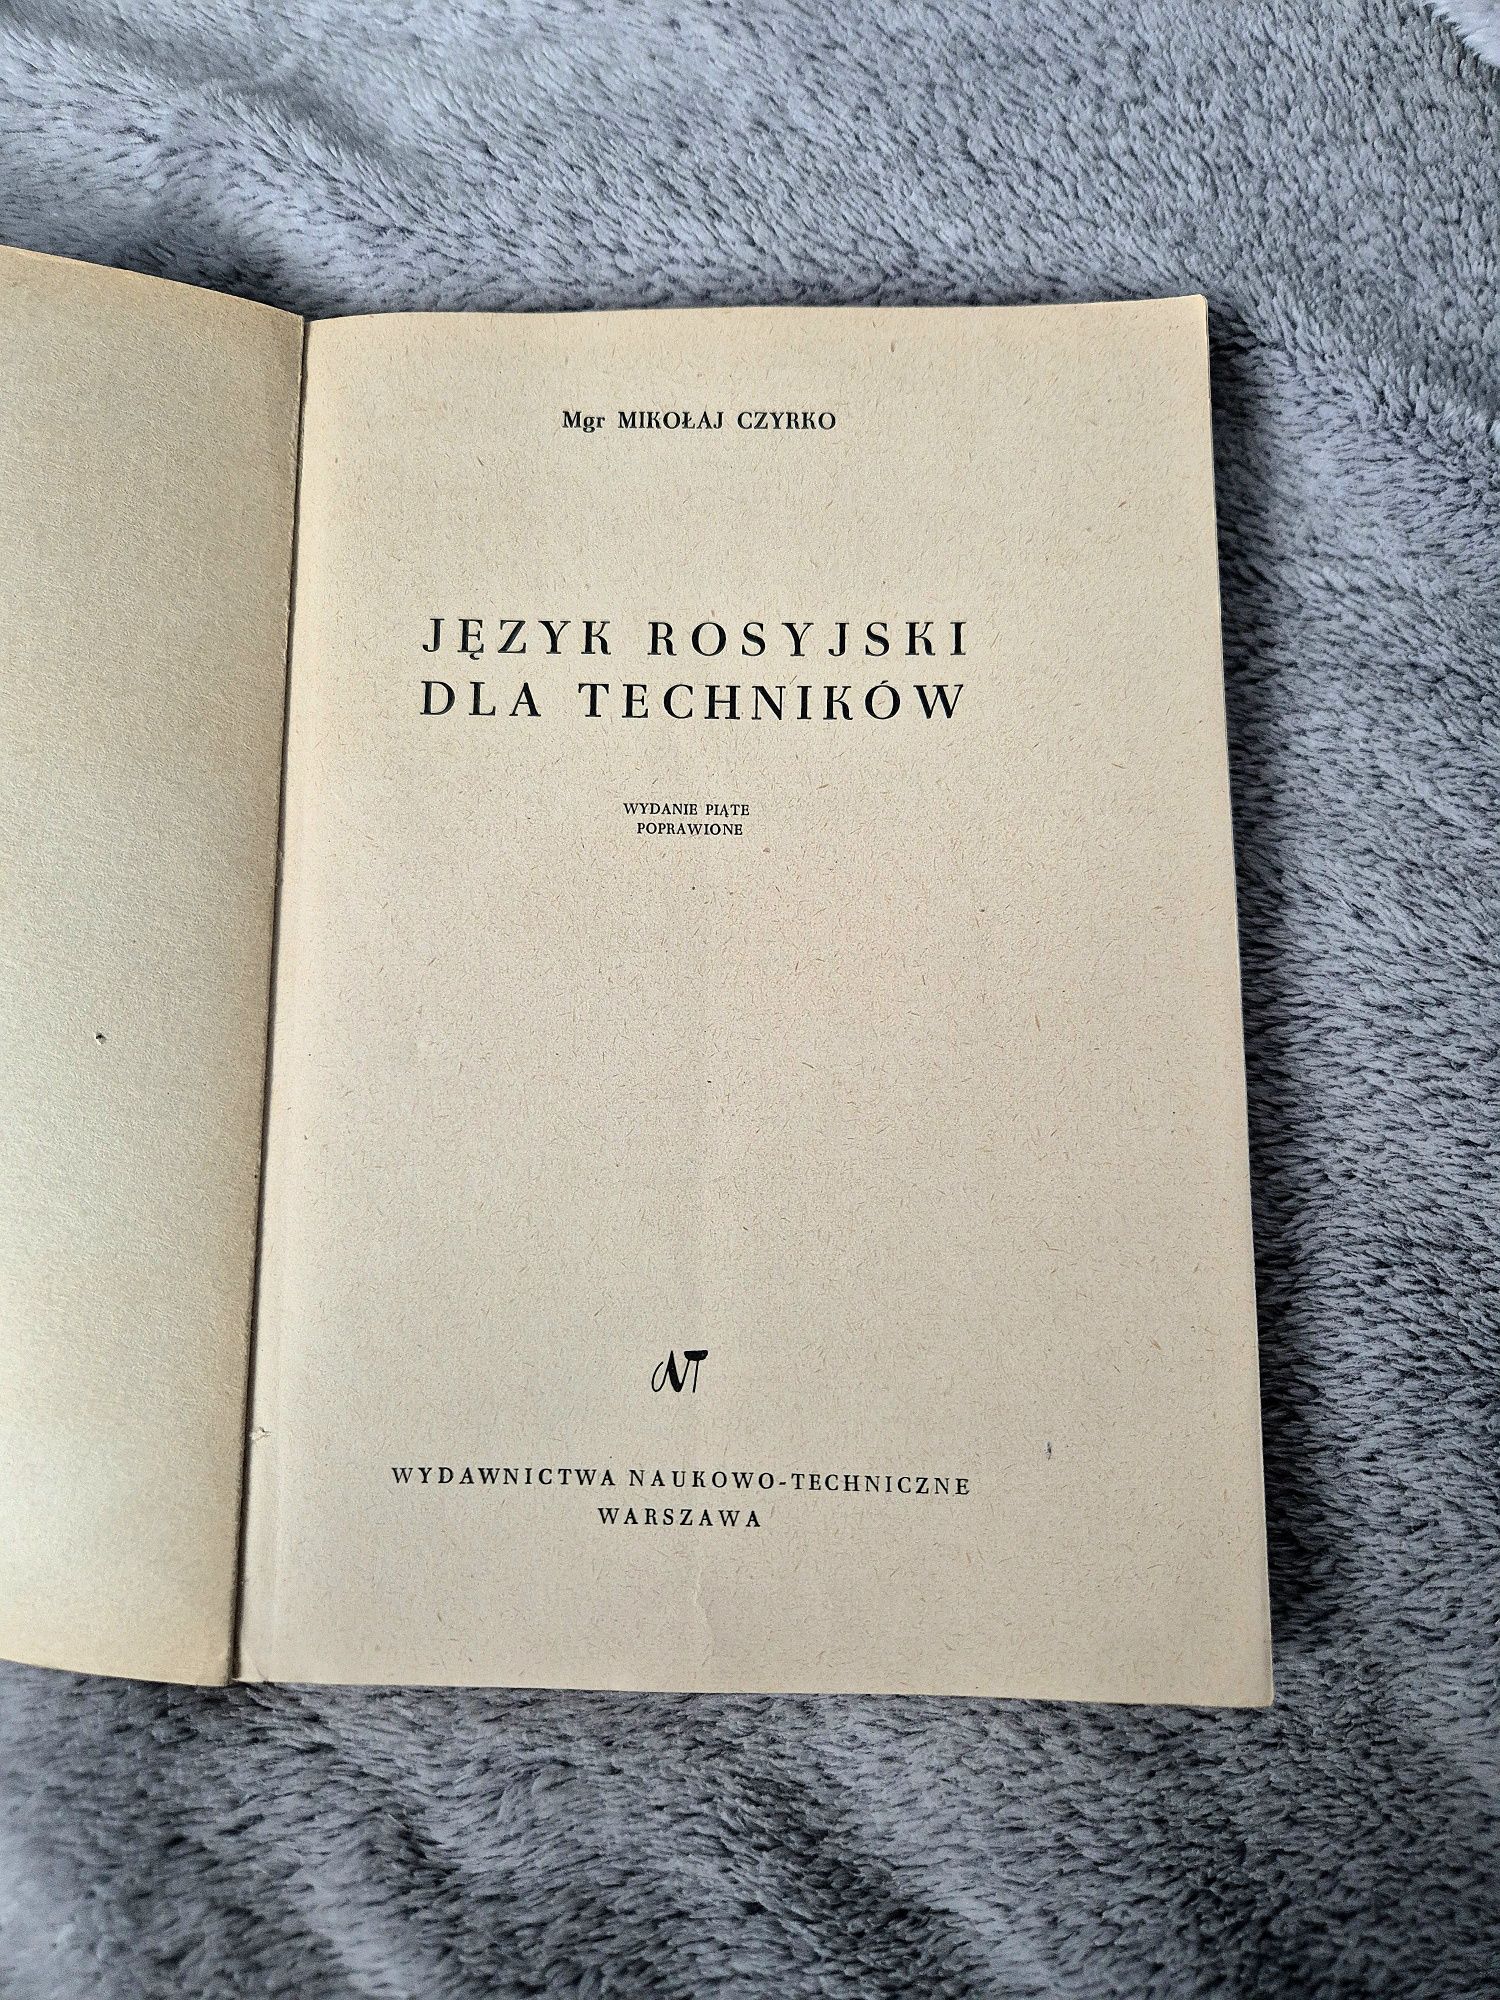 Mgr MIKOŁAJ CZYRKO
JĘZYK ROSYJSKI
DLA TECHNIKÓW
WYDANIE PIĄTE
POPRAWIONE
NT
WYDAWNICTWA NAUKOWO-TECHNICZNE
WARSZAWA